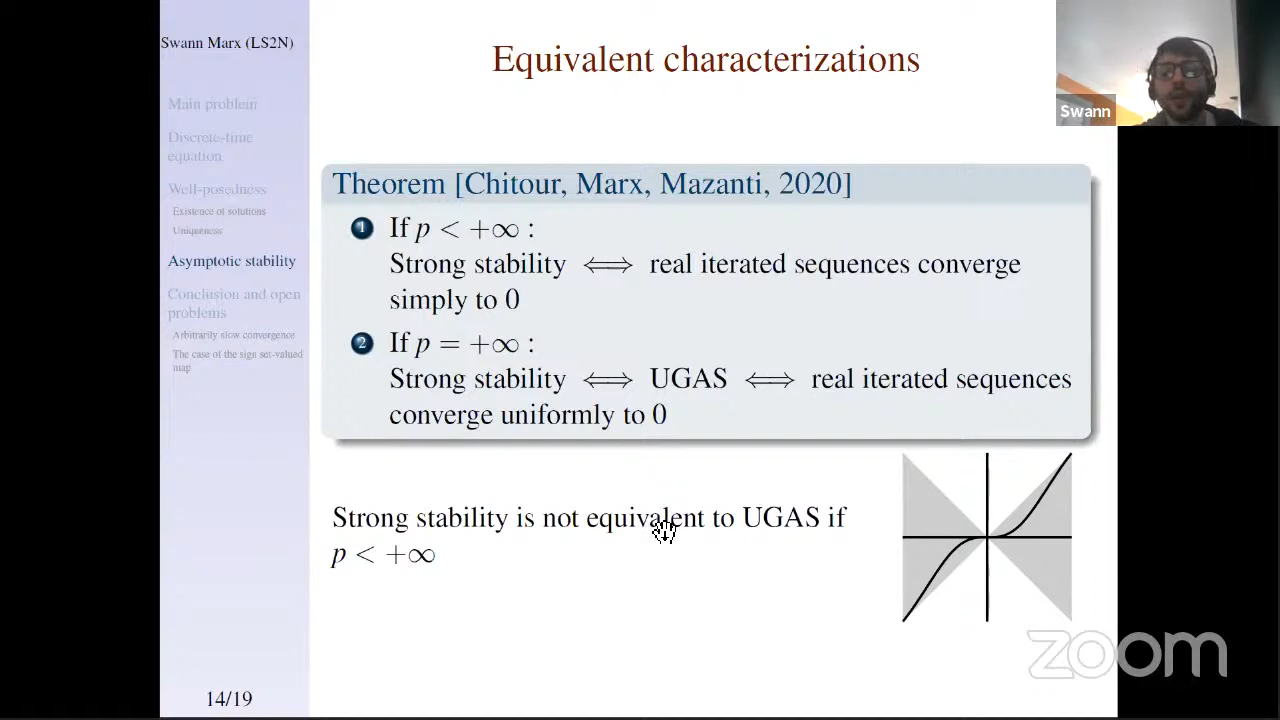 Swann Marx (LS2N)
Main problem
Discrete-time
equation
Well-posedness
Existence of solutions
Uniqueness
Asymptotic stability
Conclusion and open
problems
Arbitrarily slow convergence
The case of the sign set-valued
map
14/19
Equivalent characterizations
Theorem [Chitour, Marx, Mazanti, 2020]
1 If p < +∞ :
Strong stability ⟺ real iterated sequences converge
simply to 0
2 If p = +∞ :
Strong stability ⟺ UGAS ⟺ real iterated sequences
converge uniformly to 0
Strong stability is not equivalent to UGAS if
p < +∞
Swann
zoom